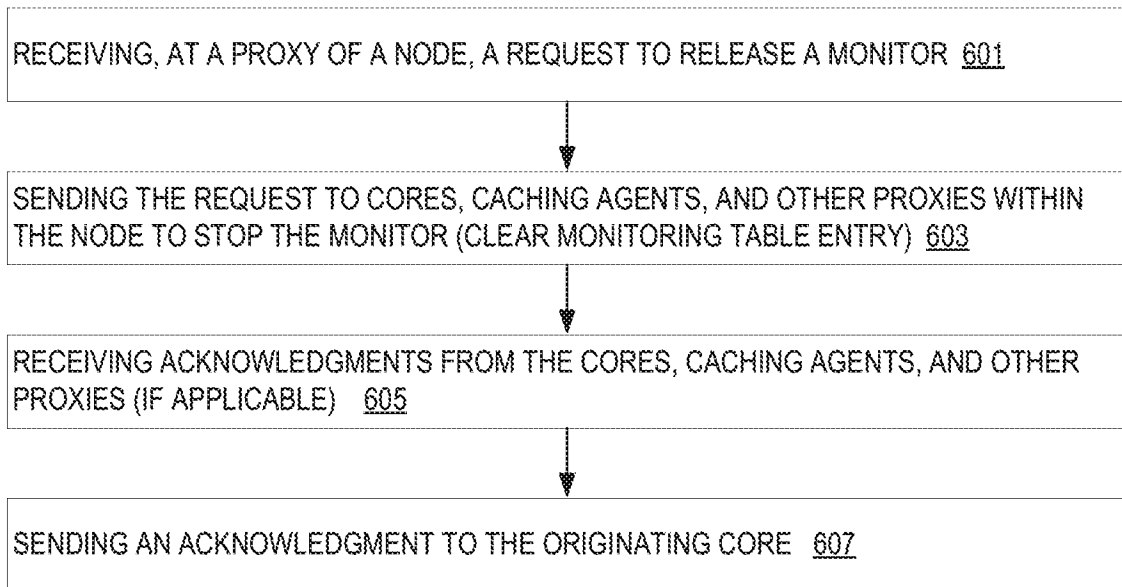 RECEIVING, AT A PROXY OF A NODE, A REQUEST TO RELEASE A MONITOR 601
SENDING THE REQUEST TO CORES, CACHING AGENTS, AND OTHER PROXIES WITHIN
THE NODE TO STOP THE MONITOR (CLEAR MONITORING TABLE ENTRY) 603
RECEIVING ACKNOWLEDGMENTS FROM THE CORES, CACHING AGENTS, AND OTHER
PROXIES (IF APPLICABLE) 605
SENDING AN ACKNOWLEDGMENT TO THE ORIGINATING CORE 607